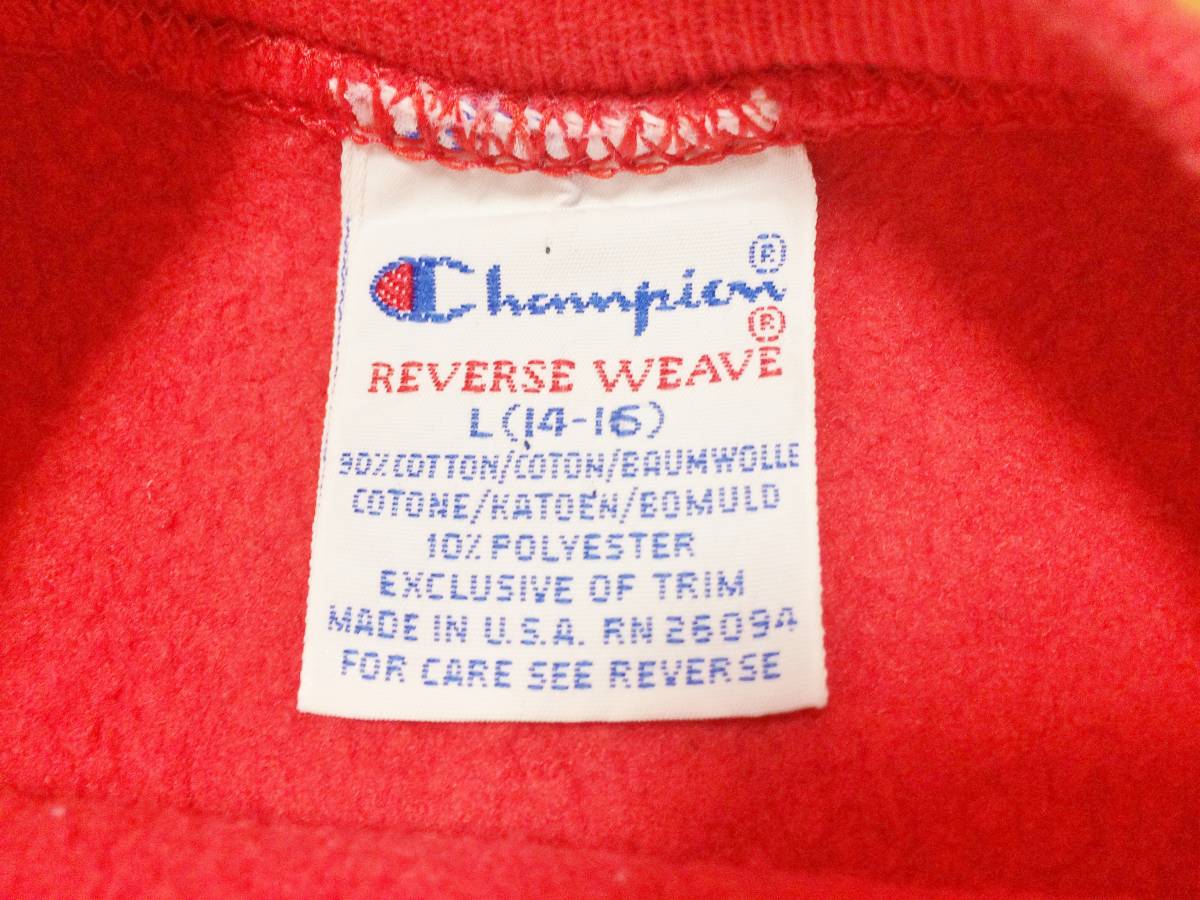 Champion®
REVERSE WEAVE®
L(14-16)
90% COTTON/COTON/BAUMWOLLE
COTONE/KATOEN/BOMULD
10% POLYESTER
EXCLUSIVE OF TRIM
MADE IN U.S.A. RN 26094
FOR CARE SEE REVERSE